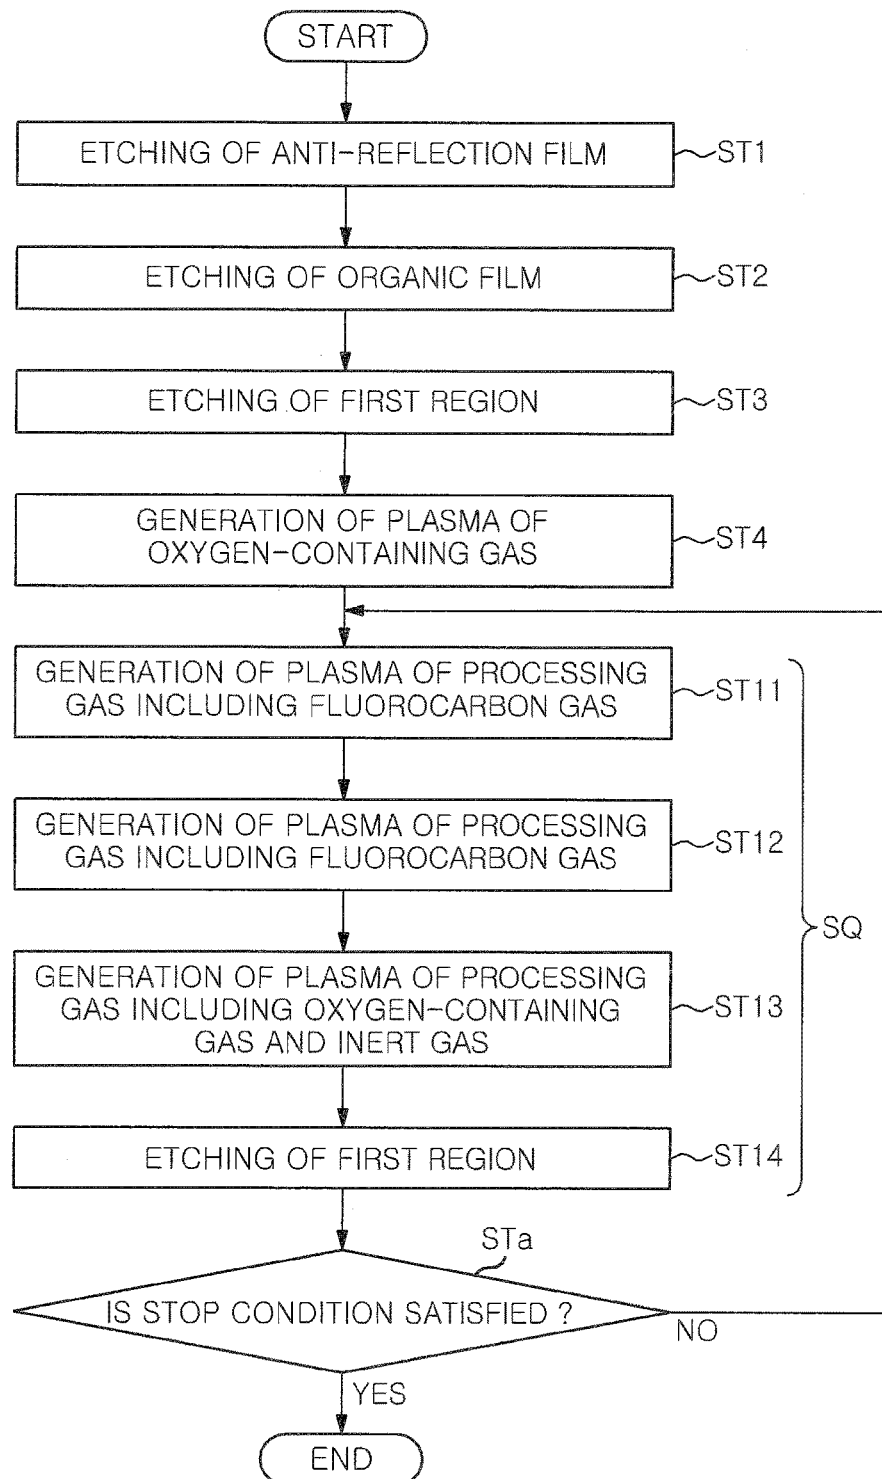 START
ETCHING OF ANTI-REFLECTION FILM
ST1
ETCHING OF ORGANIC FILM
ST2
ETCHING OF FIRST REGION
ST3
GENERATION OF PLASMA OF
OXYGEN-CONTAINING GAS
ST4
GENERATION OF PLASMA OF PROCESSING
GAS INCLUDING FLUOROCARBON GAS
ST11
GENERATION OF PLASMA OF PROCESSING
GAS INCLUDING FLUOROCARBON GAS
ST12
SQ
GENERATION OF PLASMA OF PROCESSING
GAS INCLUDING OXYGEN-CONTAINING
GAS AND INERT GAS
ST13
ETCHING OF FIRST REGION
ST14
STa
IS STOP CONDITION SATISFIED ?
NO
YES
END